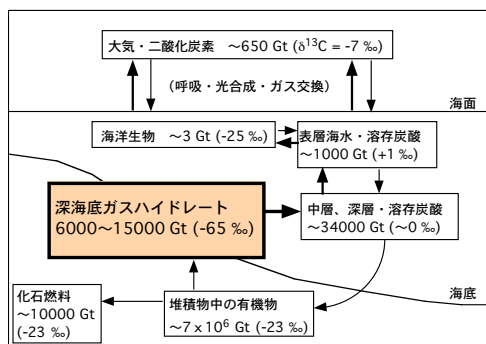 大気・二酸化炭素 ~650 Gt (δ¹³C = -7 ‰)
(呼吸・光合成・ガス交換)
海面
海洋生物 ~3 Gt (-25 ‰)
表層海水・溶存炭酸
~1000 Gt (+1 ‰)
深海底ガスハイドレート
6000~15000 Gt (-65 ‰)
中層、深層・溶存炭酸
~34000 Gt (~0 ‰)
海底
化石燃料
~10000 Gt
(-23 ‰)
堆積物中の有機物
~7 x 10⁶ Gt (-23 ‰)